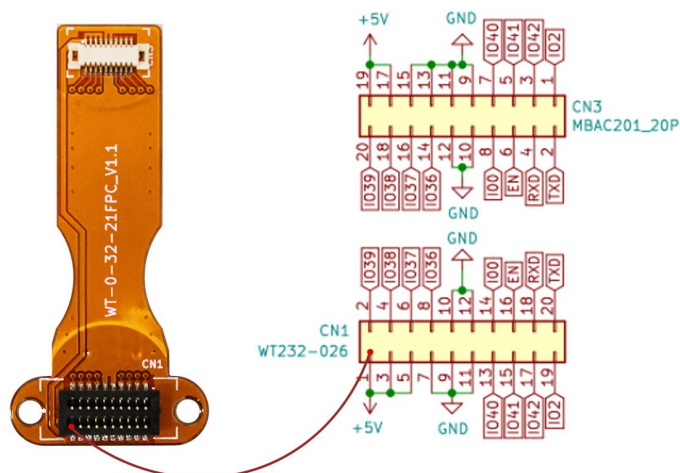 WT-0-32-21FPC_V1.1
CN1
+5V GND IO40 IO41 IO42 IO2
19 17 15 13 11 9 7 5 3 1
CN3
MBAC201_20P
20 18 16 14 12 10 8 6 4 2
IO39 IO38 IO37 IO36 GND IO0 EN RXD TXD
GND
IO39 IO38 IO37 IO36 IO0 EN RXD TXD
2 4 6 8 10 12 14 16 18 20
CN1
WT232-026
1 3 5 7 9 11 13 15 17 19
+5V GND IO40 IO41 IO42 IO2